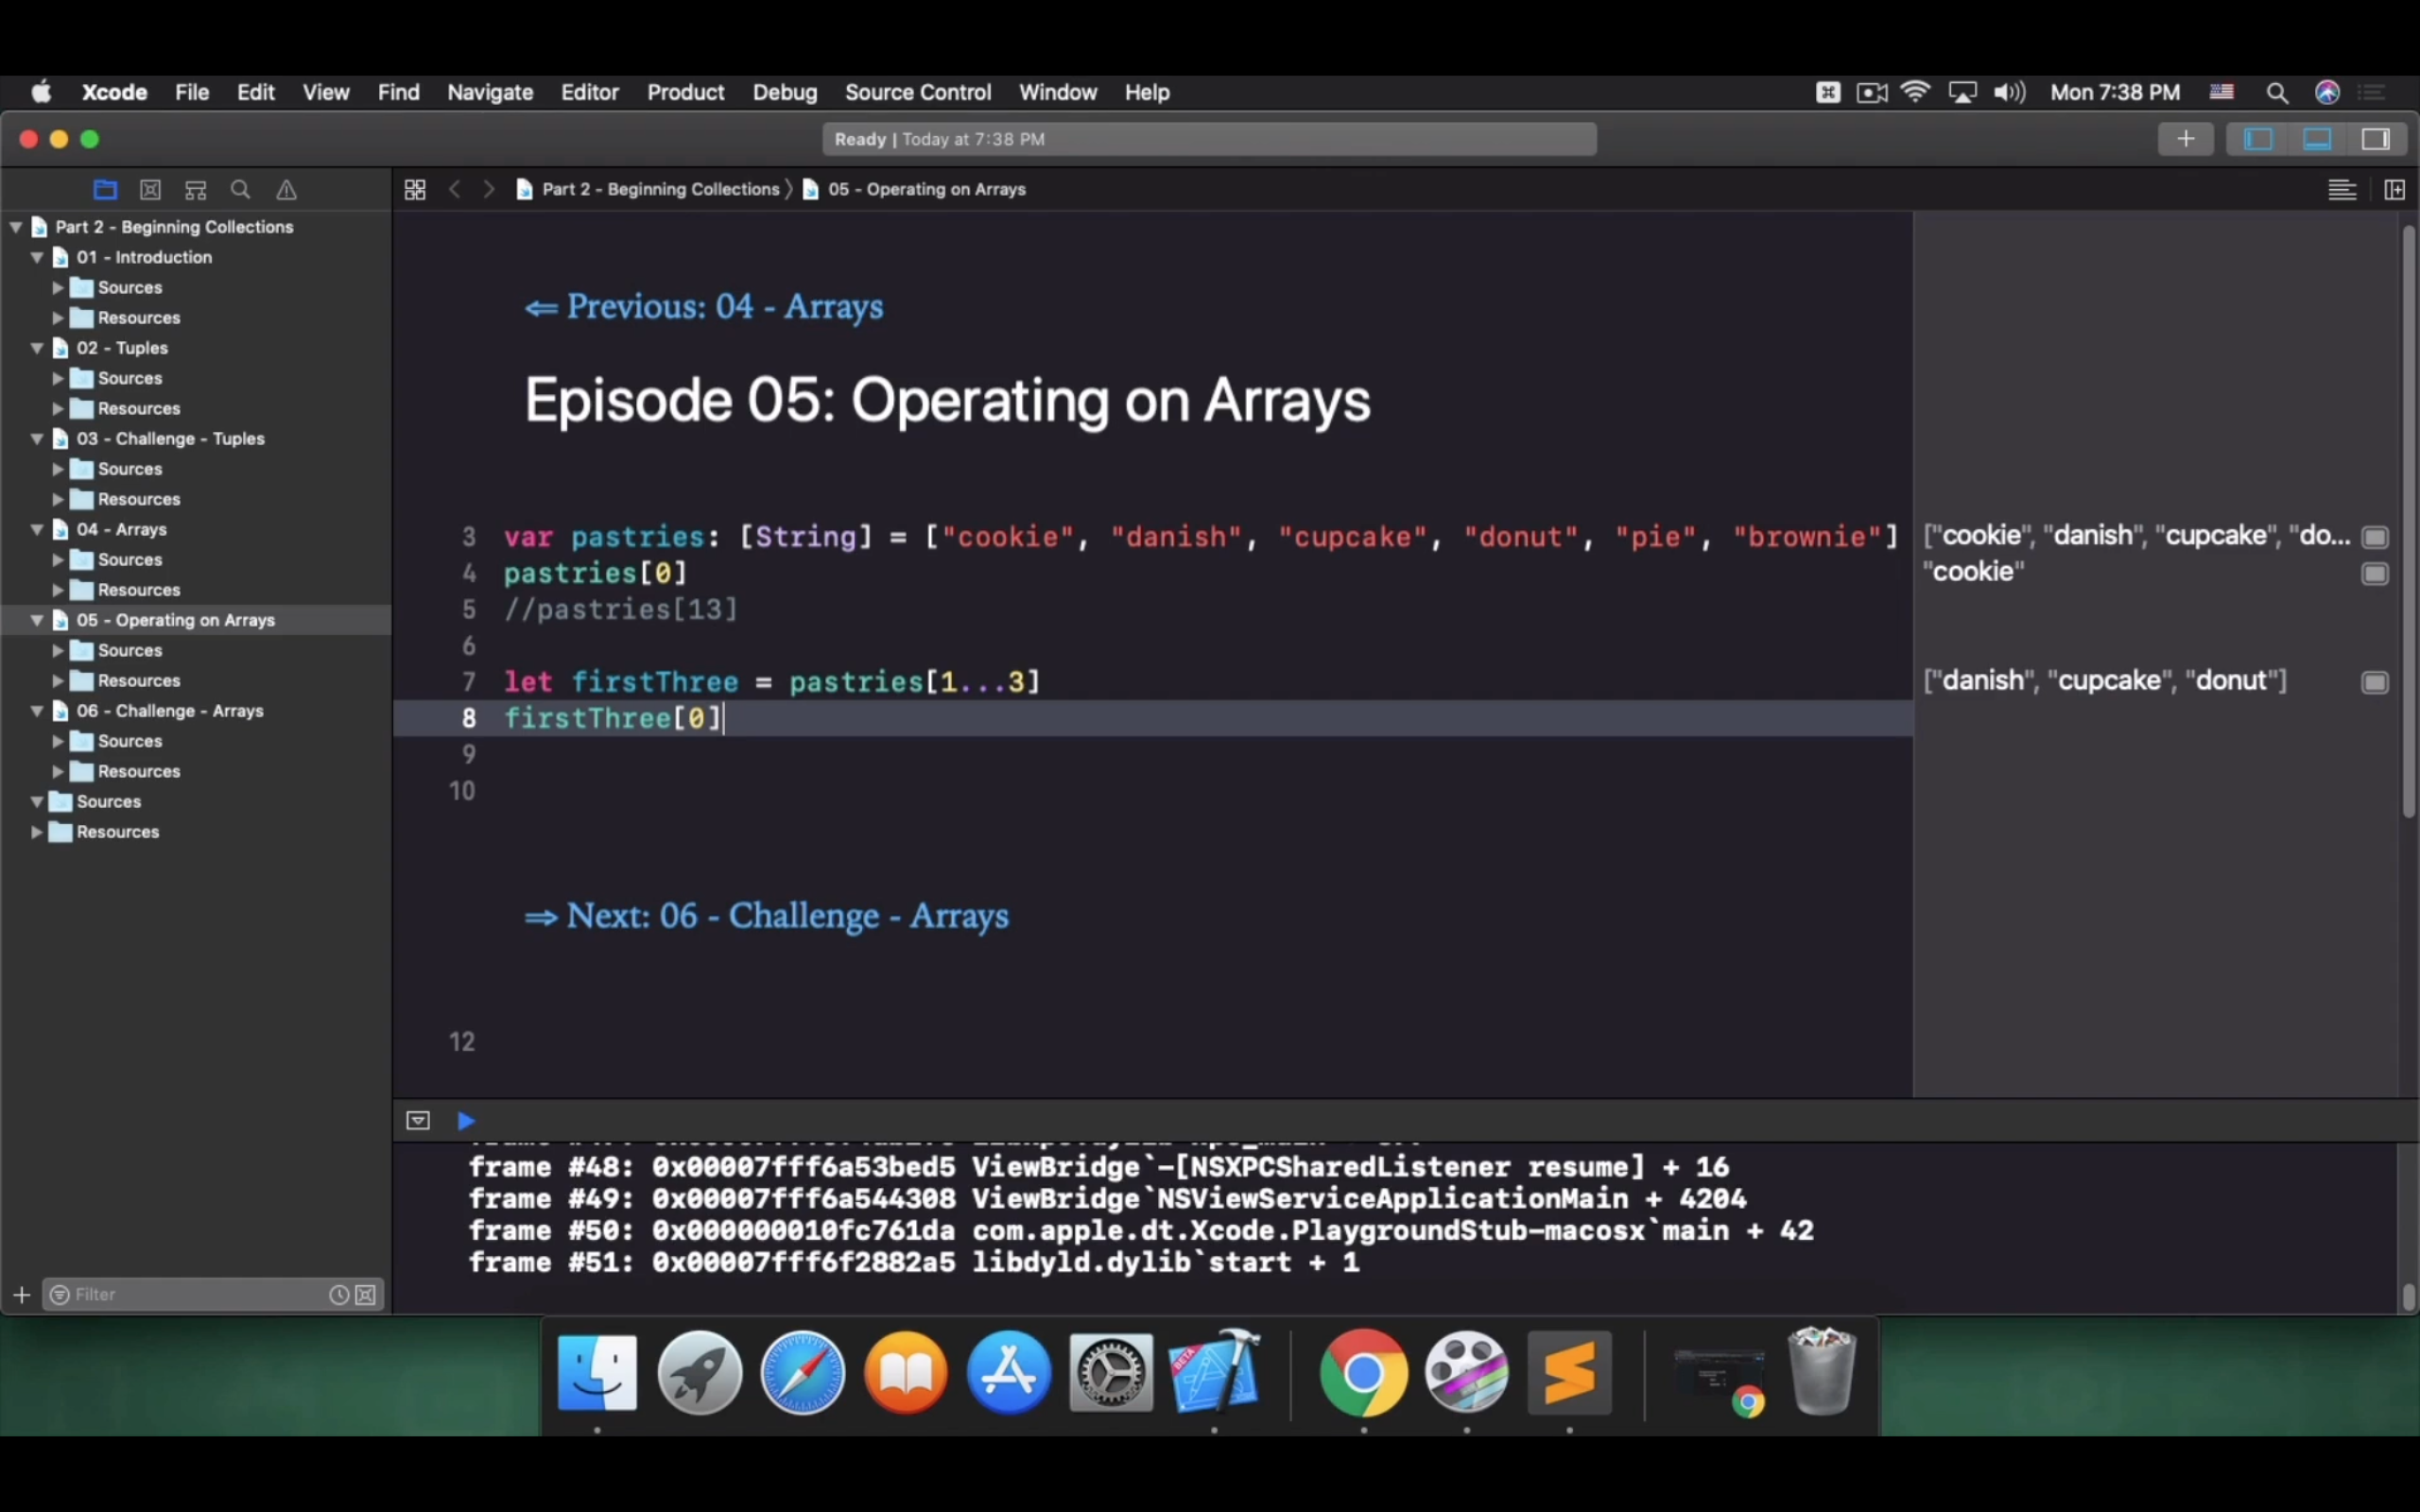 Xcode File Edit View Find Navigate Editor Product Debug Source Control Window Help Mon 7:38 PM
Ready | Today at 7:38 PM
Part 2 - Beginning Collections 05 - Operating on Arrays
Part 2 - Beginning Collections
01 - Introduction
Sources
Resources
02 - Tuples
Sources
Resources
03 - Challenge - Tuples
Sources
Resources
04 - Arrays
Sources
Resources
05 - Operating on Arrays
Sources
Resources
06 - Challenge - Arrays
Sources
Resources
Sources
Resources
Filter
⇐ Previous: 04 - Arrays
Episode 05: Operating on Arrays
3 var pastries: [String] = ["cookie", "danish", "cupcake", "donut", "pie", "brownie"]
["cookie", "danish", "cupcake", "do...
4 pastries[0]
"cookie"
5 //pastries[13]
6
7 let firstThree = pastries[1...3]
["danish", "cupcake", "donut"]
8 firstThree[0]
9
10
⇒ Next: 06 - Challenge - Arrays
12
frame #48: 0x00007fff6a53bed5 ViewBridge`-[NSXPCSharedListener resume] + 16
frame #49: 0x00007fff6a544308 ViewBridge`NSViewServiceApplicationMain + 4204
frame #50: 0x000000010fc761da com.apple.dt.Xcode.PlaygroundStub-macosx`main + 42
frame #51: 0x00007fff6f2882a5 libdyld.dylib`start + 1
BETA